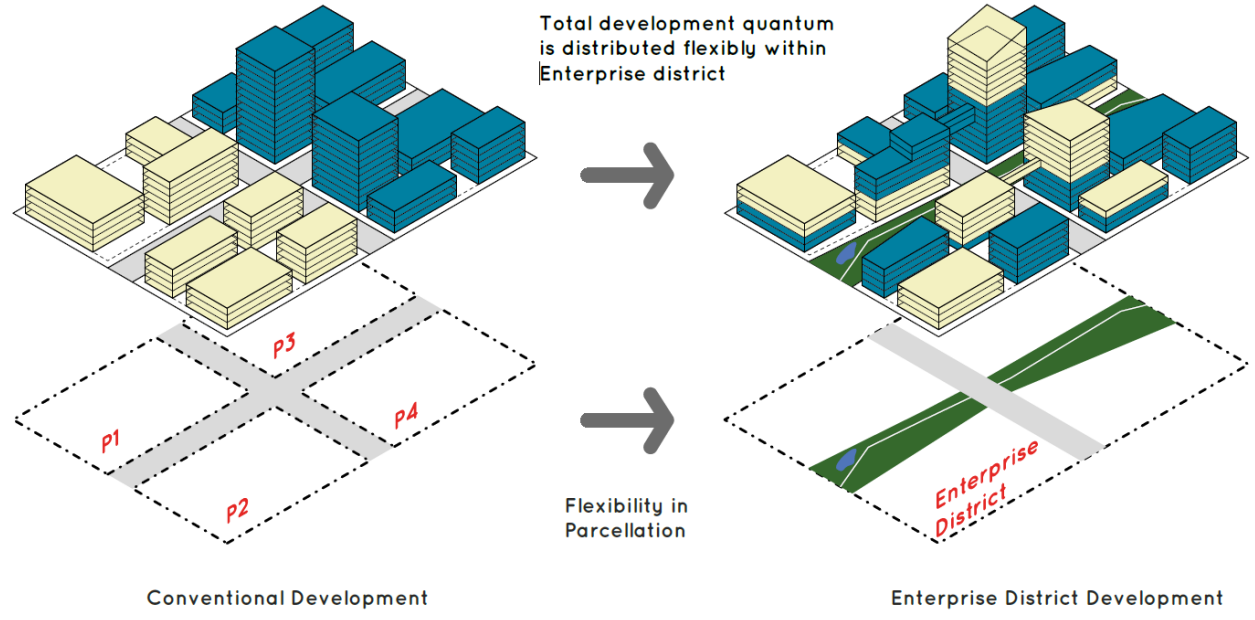 Total development quantum
is distributed flexibly within
Enterprise district
P3
P4
P1
P2
Enterprise
District
Flexibility in
Parcellation
Conventional Development
Enterprise District Development